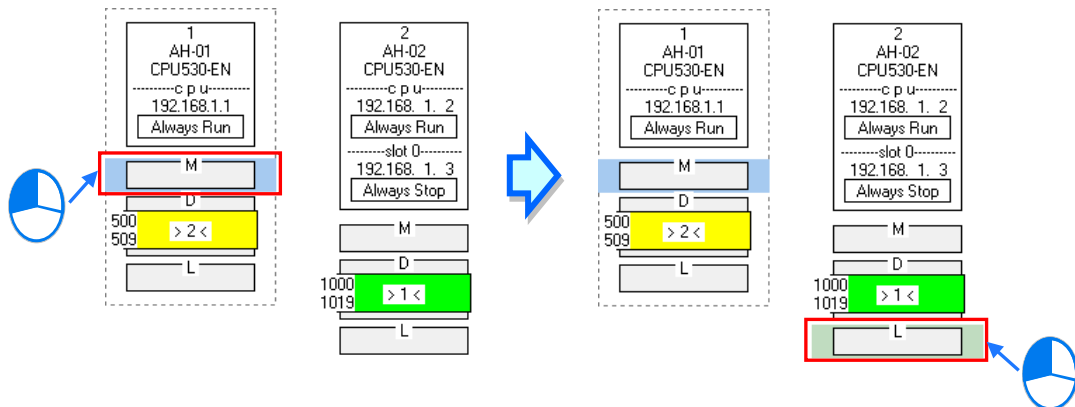 1
AH-01
CPU530-EN
--------c p u--------
192.168.1.1
Always Run
M
D
500
509
> 2 <
L
2
AH-02
CPU530-EN
--------c p u--------
192.168. 1. 2
Always Run
--------slot 0--------
192.168. 1. 3
Always Stop
M
D
1000
1019
> 1 <
L
1
AH-01
CPU530-EN
--------c p u--------
192.168.1.1
Always Run
M
D
500
509
> 2 <
L
2
AH-02
CPU530-EN
--------c p u--------
192.168. 1. 2
Always Run
--------slot 0--------
192.168. 1. 3
Always Stop
M
D
1000
1019
> 1 <
L